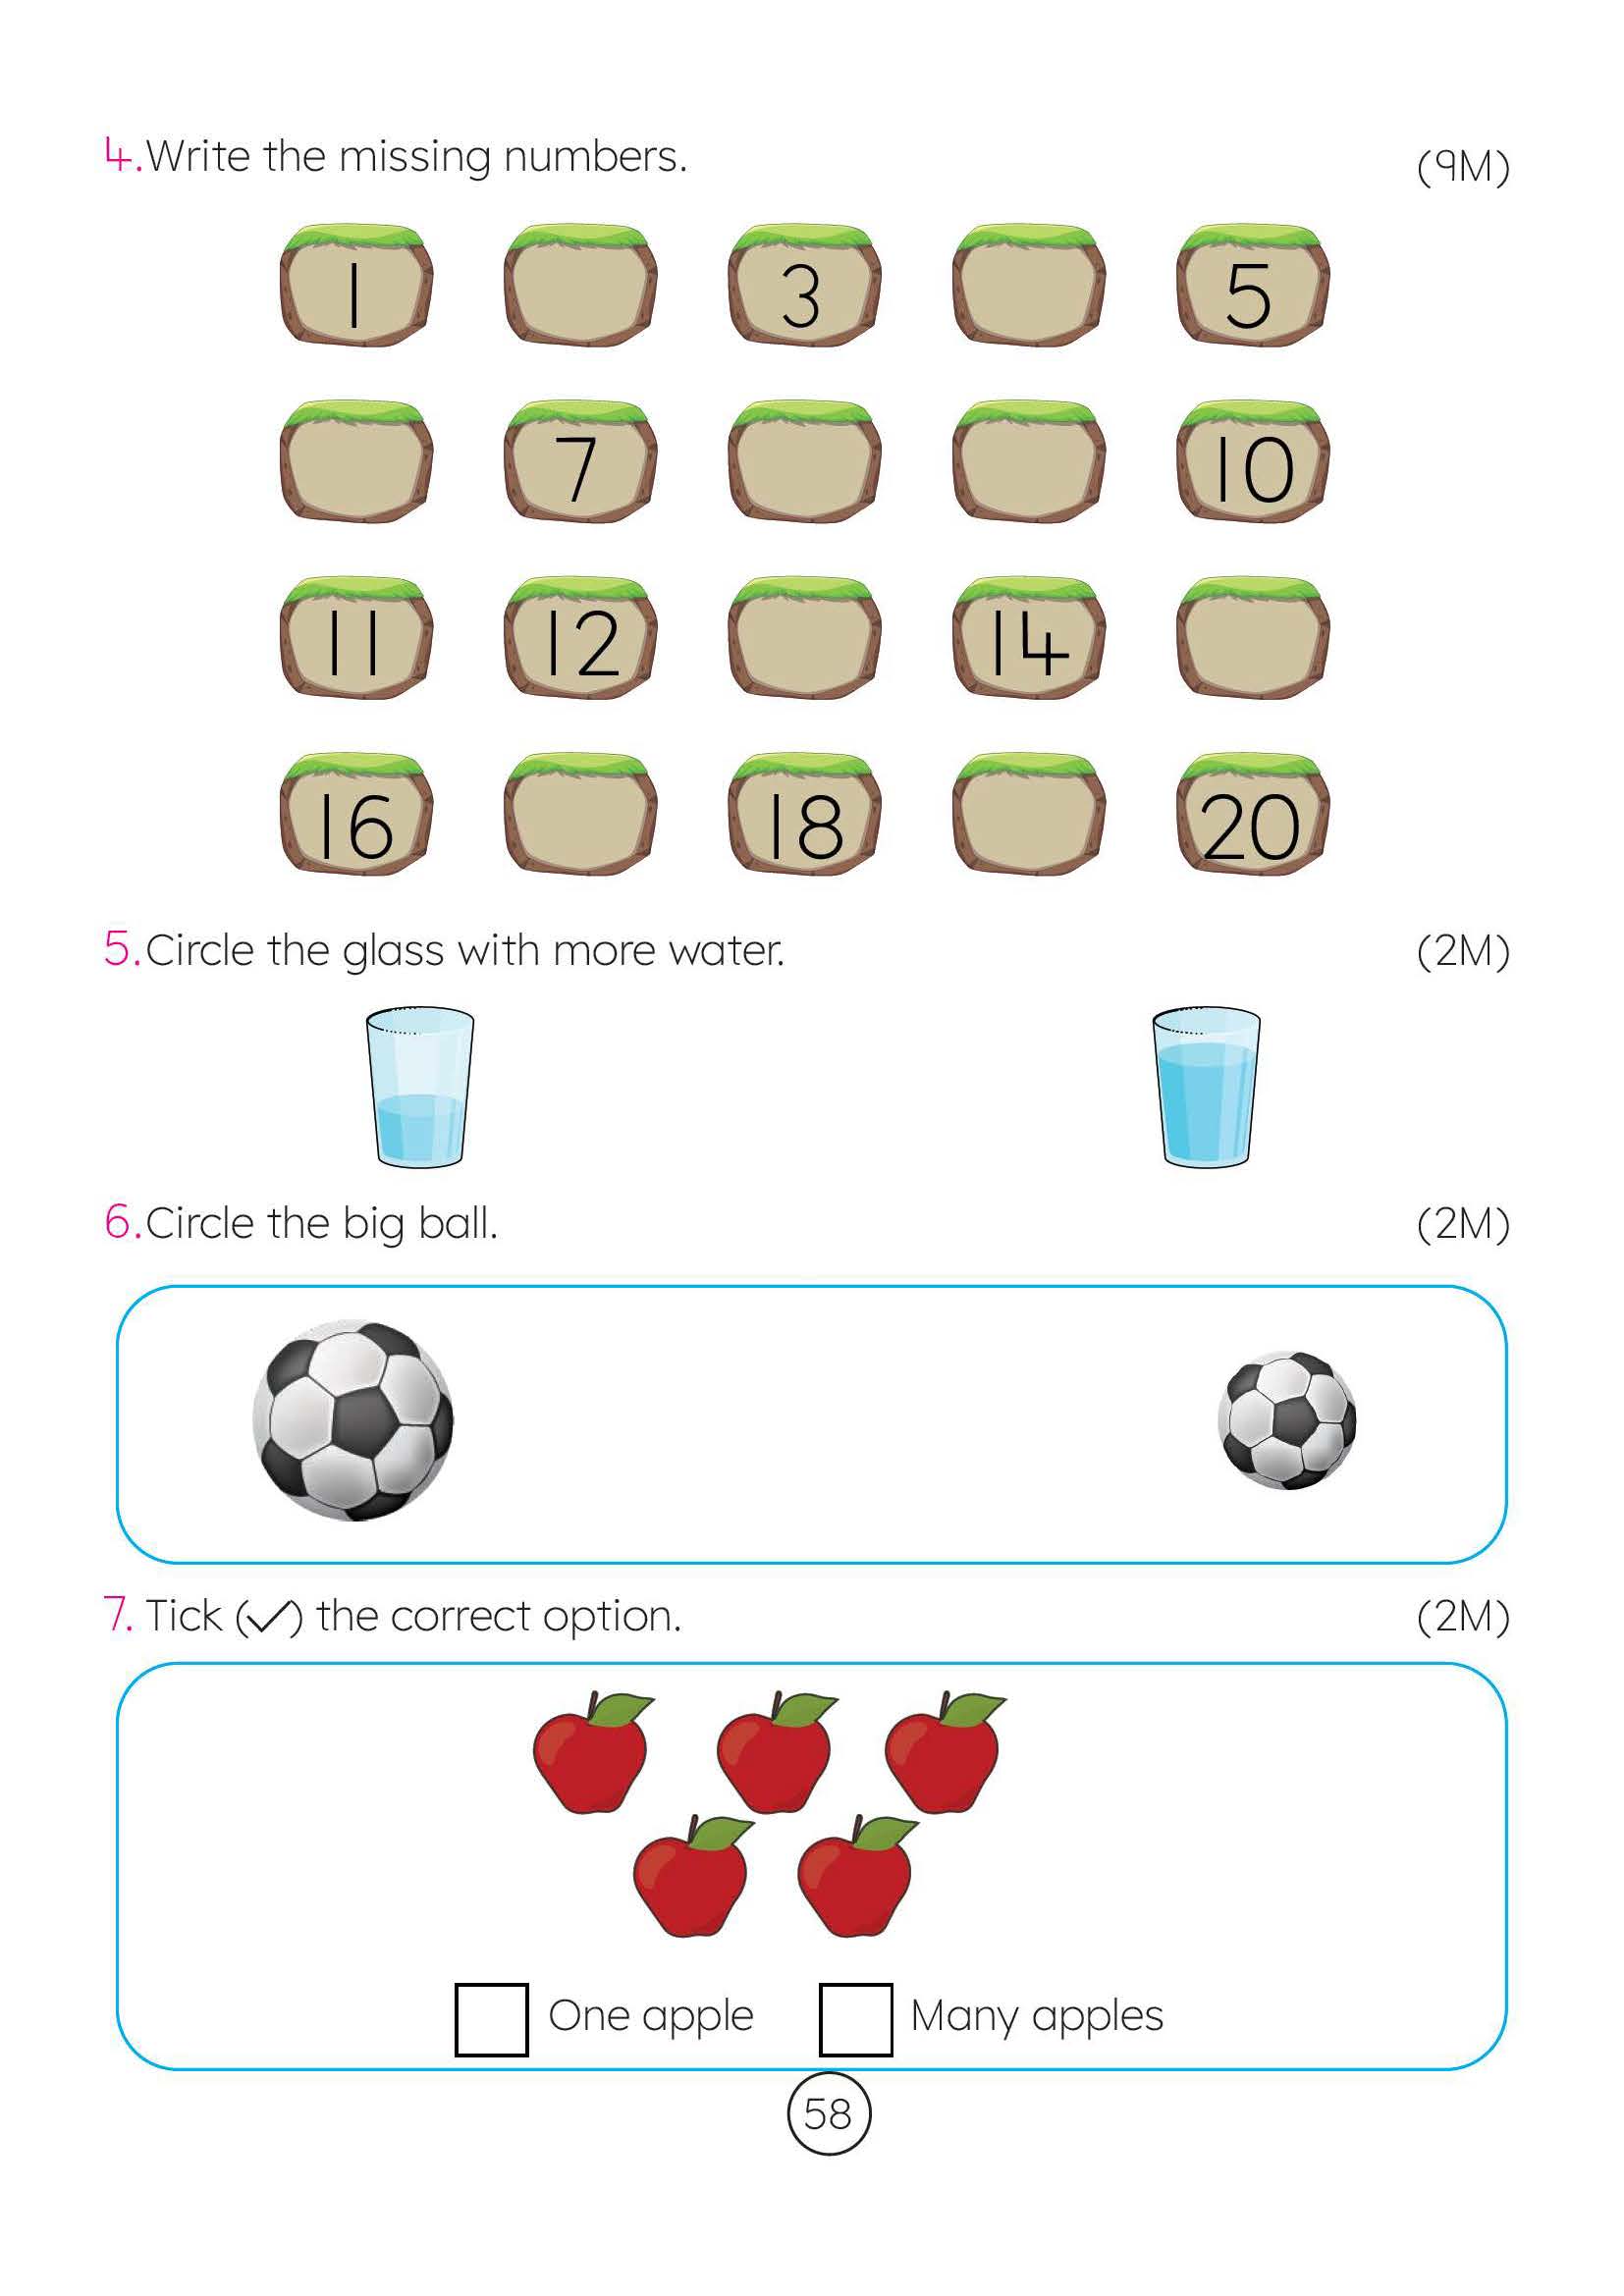 4. Write the missing numbers. (9M)
1 3 5
7 10
11 12 14
16 18 20
5. Circle the glass with more water. (2M)
6. Circle the big ball. (2M)
7. Tick (✓) the correct option. (2M)
One apple Many apples
58